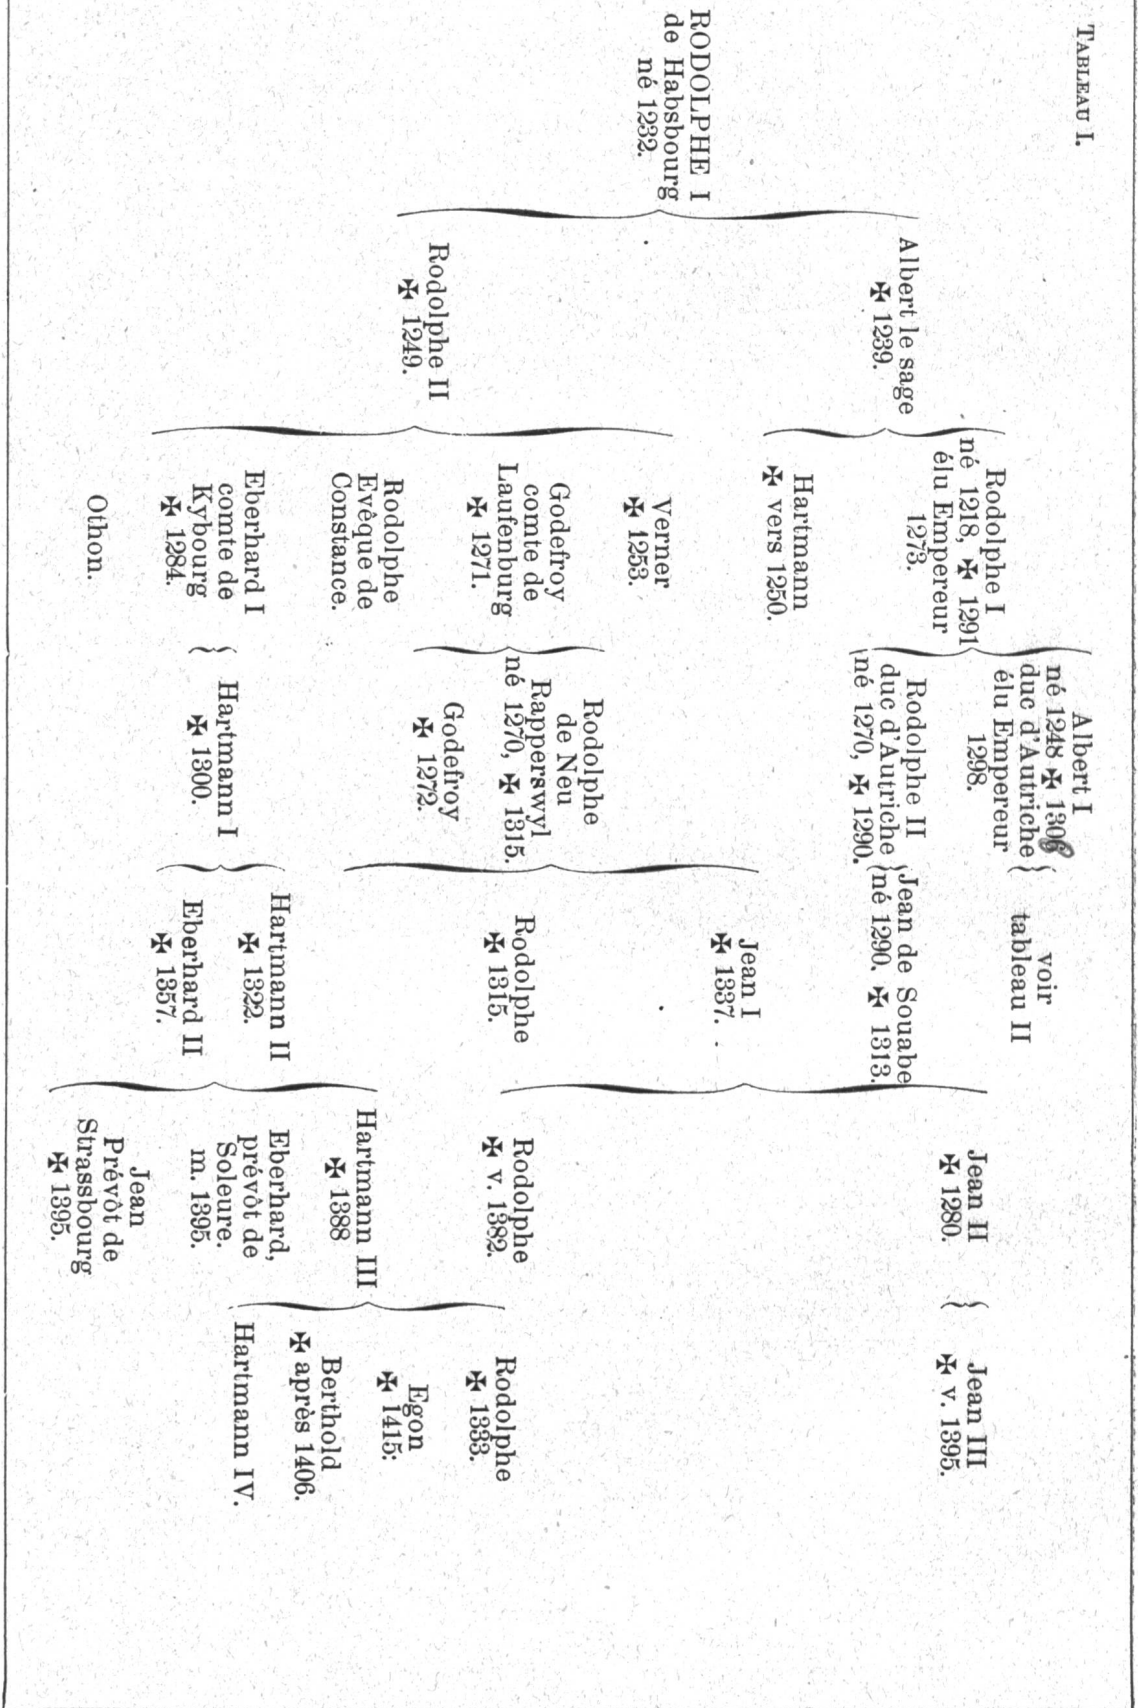 TABLEAU I.
RODOLPHE I
de Habsbourg
né 1232.
Albert le sage
✠ 1239.
Rodolphe II
✠ 1249.
Rodolphe I
né 1218, ✠ 1291
élu Empereur
1273.
Hartmann
✠ vers 1250.
Verner
✠ 1253.
Godefroy
comte de
Laufenburg
✠ 1271.
Rodolphe
Evêque de
Constance.
Eberhard I
comte de
Kybourg
✠ 1284.
Othon.
Albert I
né 1248 ✠ 1306
duc d'Autriche
élu Empereur
1298.
Rodolphe II
duc d'Autriche
né 1270, ✠ 1290.
Rodolphe
de Neu
Rapperswyl
né 1270, ✠ 1315.
Godefroy
✠ 1272.
Hartmann I
✠ 1300.
voir
tableau II
Jean de Souabe
né 1290. ✠ 1313.
Jean I
✠ 1337.
Rodolphe
✠ 1315.
Hartmann II
✠ 1322.
Eberhard II
✠ 1357.
Jean II
✠ 1280.
Rodolphe
✠ v. 1382.
Hartmann III
✠ 1388
Eberhard,
prévôt de
Soleure.
m. 1395.
Jean
Prévôt de
Strassbourg
✠ 1395.
Jean III
✠ v. 1395.
Rodolphe
✠ 1333.
Egon
✠ 1415:
Berthold
✠ après 1406.
Hartmann IV.